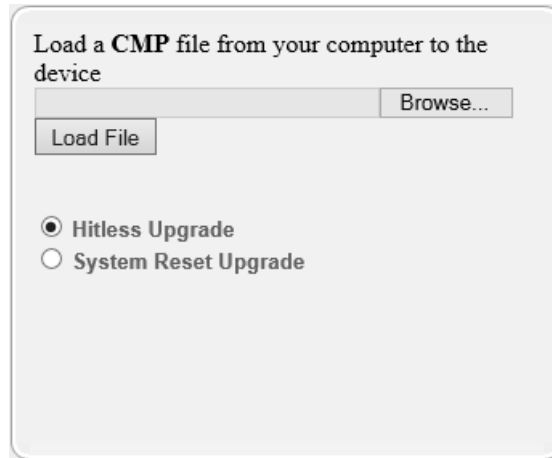 Load a CMP file from your computer to the
device
Browse...
Load File
Hitless Upgrade
System Reset Upgrade